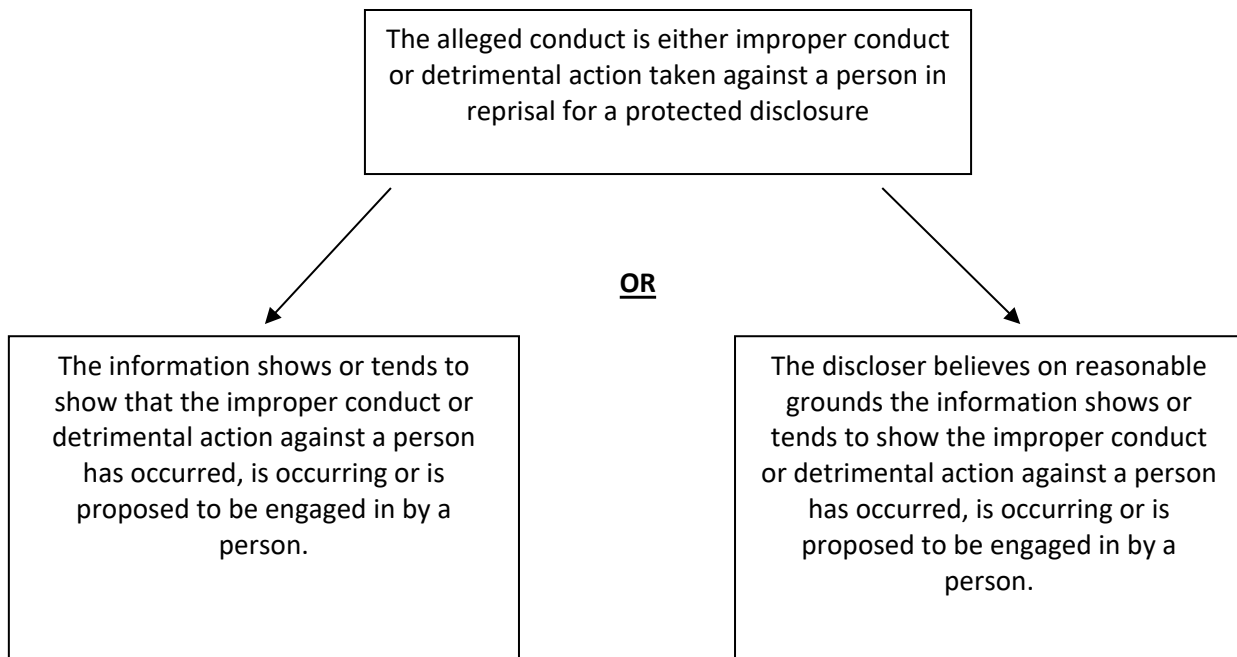 The alleged conduct is either improper conduct
or detrimental action taken against a person in
reprisal for a protected disclosure
OR
The information shows or tends to
show that the improper conduct or
detrimental action against a person
has occurred, is occurring or is
proposed to be engaged in by a
person.
The discloser believes on reasonable
grounds the information shows or
tends to show the improper conduct
or detrimental action against a person
has occurred, is occurring or is
proposed to be engaged in by a
person.